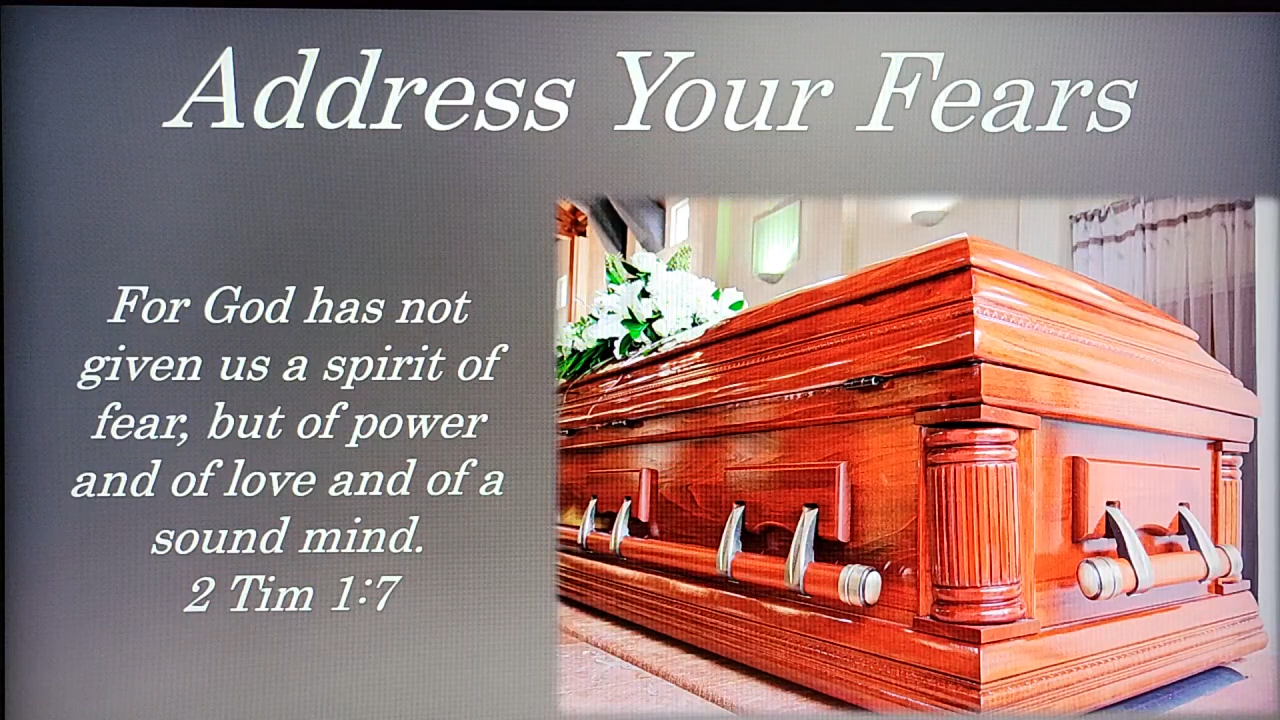 Address Your Fears
For God has not
given us a spirit of
fear, but of power
and of love and of a
sound mind.
2 Tim 1:7